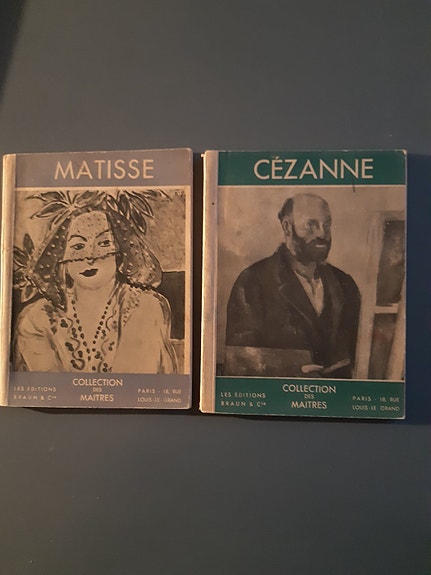 MATISSE
LES EDITIONS
BRAUN & Cie
COLLECTION
DES
MAITRES
PARIS - 18, RUE
LOUIS-LE GRAND
CÉZANNE
LES EDITIONS
BRAUN & Cie
COLLECTION
DES
MAITRES
PARIS - 18, RUE
LOUIS-LE GRAND